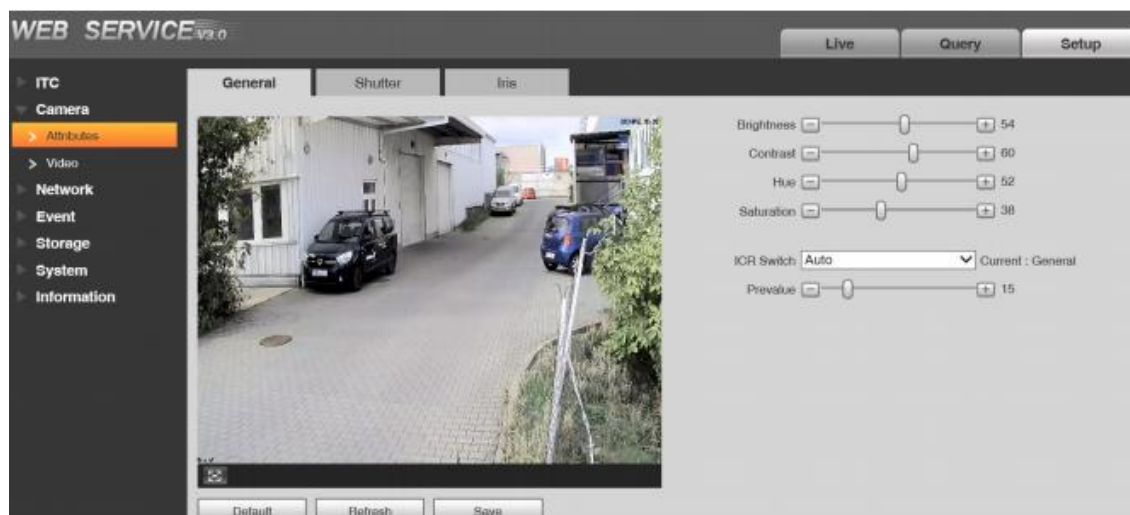 WEB SERVICE V3.0
Live Query Setup
ITC
Camera
Attributes
Video
Network
Event
Storage
System
Information
General Shutter Iris
Brightness 54
Contrast 60
Hue 52
Saturation 38
ICR Switch Auto Current : General
Prevalue 15
Default Refresh Save